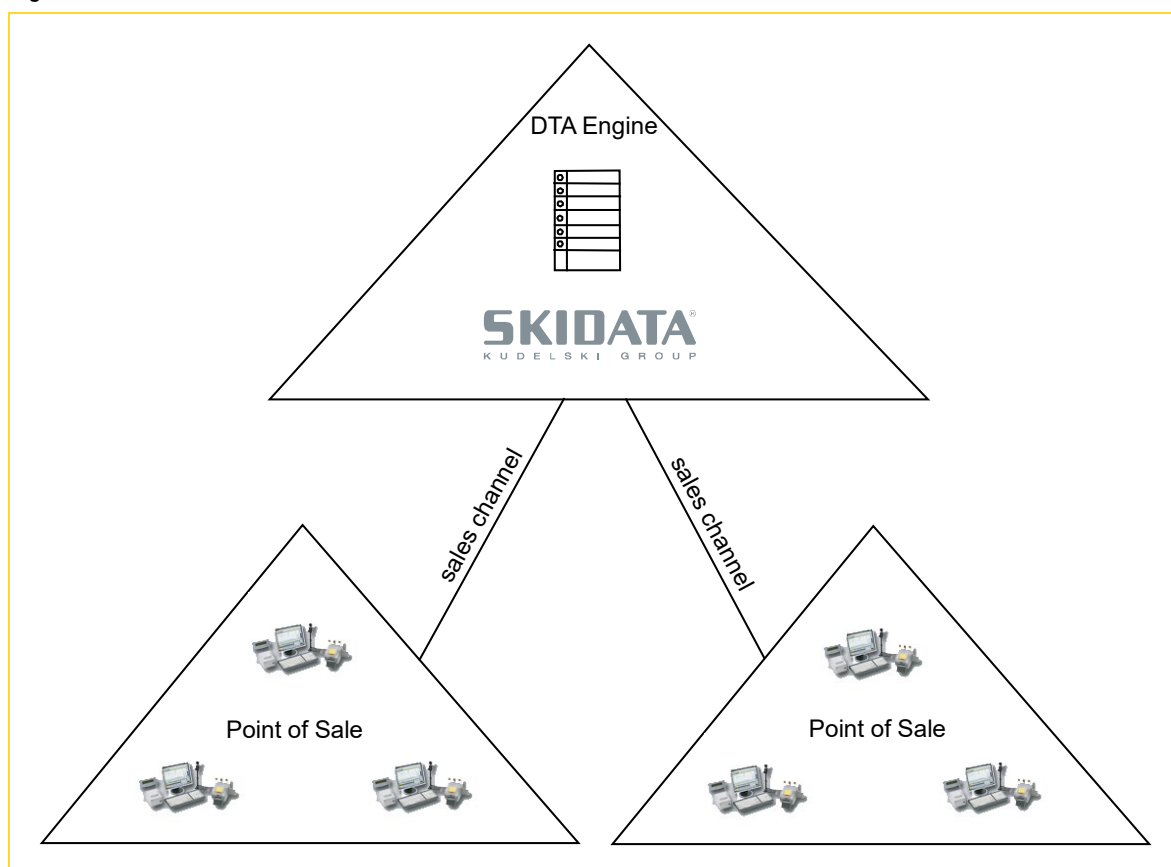 DTA Engine
SKIDATA®
KUDELSKI GROUP
sales channel
sales channel
Point of Sale
Point of Sale